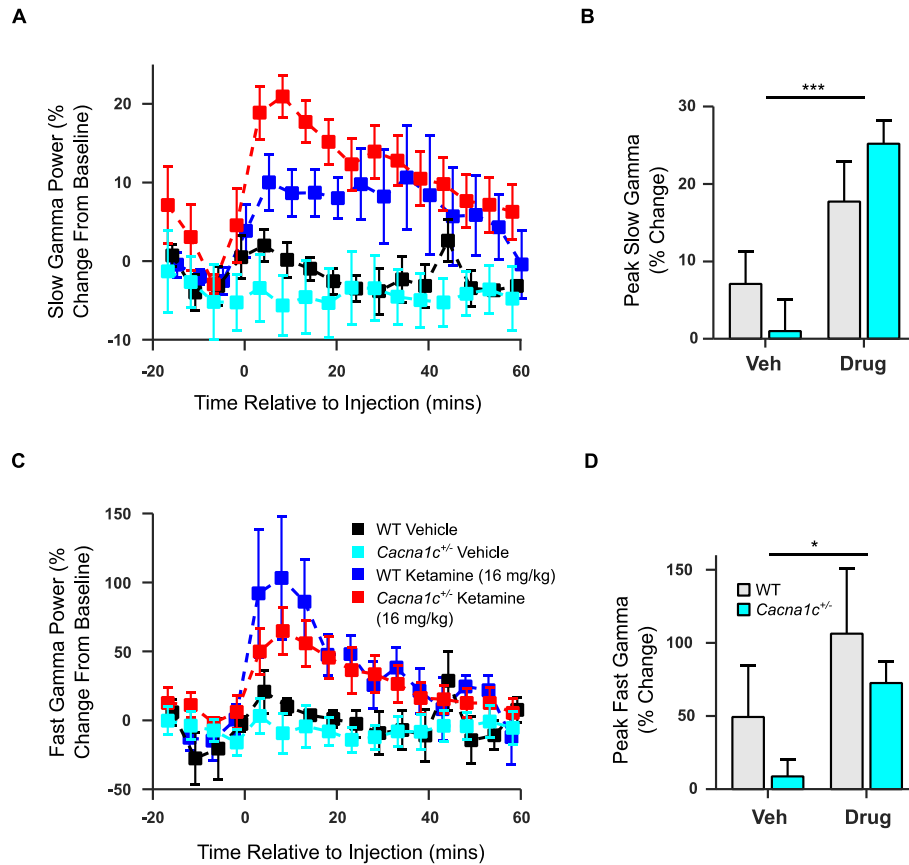 A
Slow Gamma Power (%
Change From Baseline
20
10
0
-10
-20
0
20
40
60
Time Relative to Injection (mins)
B
Peak Slow Gamma
(% Change)
30
20
10
0
***
Veh
Drug
C
Fast Gamma Power (%
Change From Baseline
150
100
50
0
-50
WT Vehicle
Cacna1c+/- Vehicle
WT Ketamine (16 mg/kg)
Cacna1c+/- Ketamine
(16 mg/kg)
-20
0
20
40
60
Time Relative to Injection (mins)
D
Peak Fast Gamma
(% Change)
150
100
50
0
*
WT
Cacna1c+/-
Veh
Drug